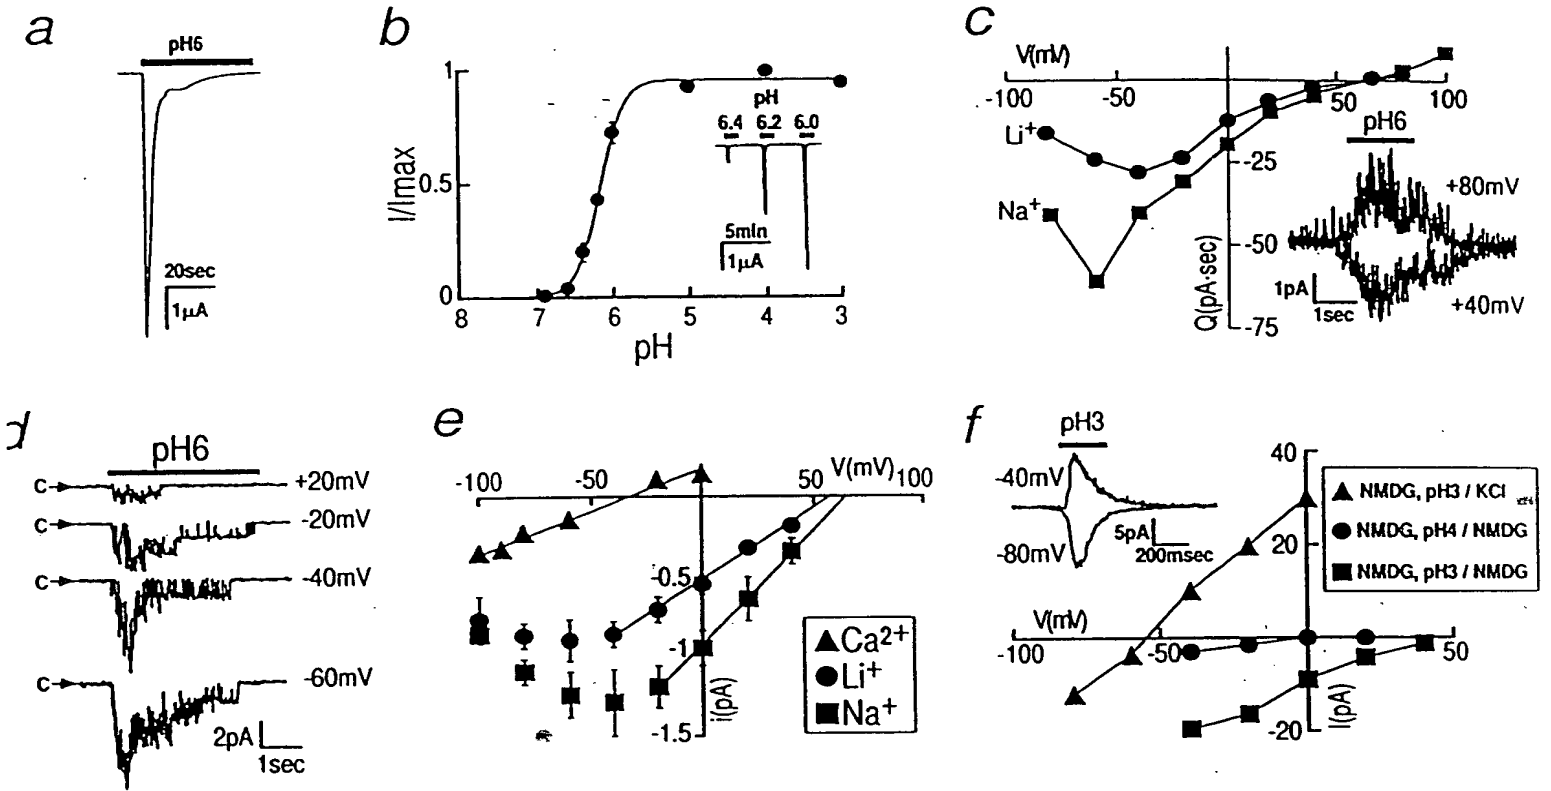 a
pH6
20sec
1µA
b
I/Imax
1
0.5
0
8 7 6 5 4 3
pH
pH
6.4 6.2 6.0
5min
1µA
c
V(mV)
-100 -50 50 100
Li+
Na+
-25
-50
-75
Q(pA·sec)
pH6
+80mV
+40mV
1pA
1sec
d
pH6
c +20mV
c -20mV
c -40mV
c -60mV
2pA
1sec
e
V(mV)
-100 -50 50 100
-0.5
-1
-1.5
i(pA)
Ca2+
Li+
Na+
f
pH3
-40mV
-80mV
5pA
200msec
40
20
-20
V(mV)
-100 -50 50
I(pA)
NMDG, pH3 / KCl
NMDG, pH4 / NMDG
NMDG, pH3 / NMDG